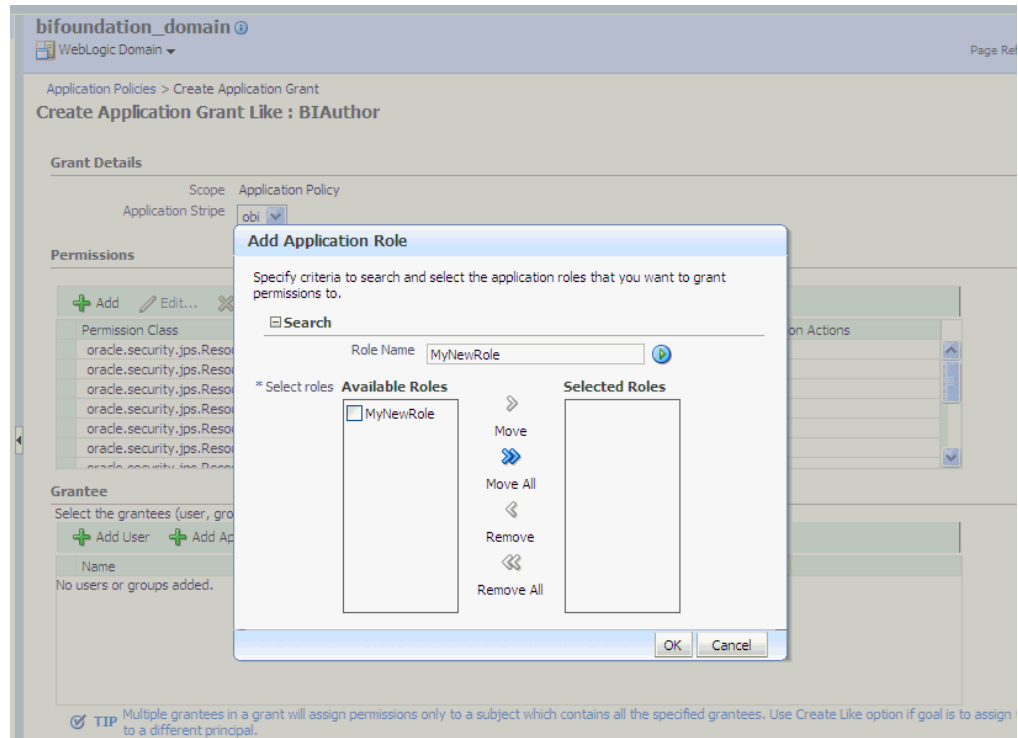 bifoundation_domain
WebLogic Domain
Page Ref
Application Policies > Create Application Grant
Create Application Grant Like : BIAuthor
Grant Details
Scope Application Policy
Application Stripe obi
Permissions
Add Edit...
Permission Class on Actions
oracle.security.jps.Reso
oracle.security.jps.Reso
oracle.security.jps.Reso
oracle.security.jps.Reso
oracle.security.jps.Reso
oracle.security.jps.Reso
Grantee
Select the grantees (user, gro
Add User Add Ap
Name
No users or groups added.
Add Application Role
Specify criteria to search and select the application roles that you want to grant
permissions to.
Search
Role Name MyNewRole
* Select roles Available Roles Selected Roles
MyNewRole
Move
Move All
Remove
Remove All
OK Cancel
TIP Multiple grantees in a grant will assign permissions only to a subject which contains all the specified grantees. Use Create Like option if goal is to assign
to a different principal.